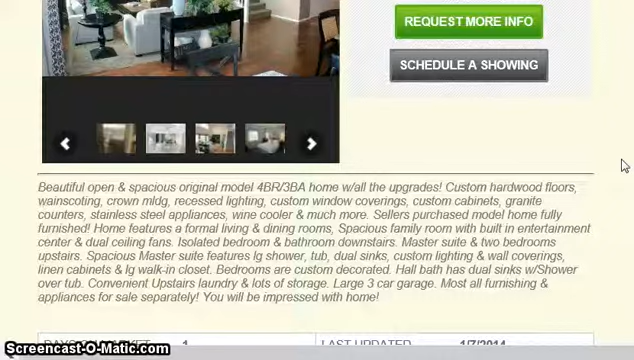 REQUEST MORE INFO
SCHEDULE A SHOWING
Beautiful open & spacious original model 4BR/3BA home w/all the upgrades! Custom hardwood floors,
wainscoting, crown mldg, recessed lighting, custom window coverings, custom cabinets, granite
counters, stainless steel appliances, wine cooler & much more. Sellers purchased model home fully
furnished! Home features a formal living & dining rooms, Spacious family room with built in entertainment
center & dual ceiling fans. Isolated bedroom & bathroom downstairs. Master suite & two bedrooms
upstairs. Spacious Master suite features lg shower, tub, dual sinks, custom lighting & wall coverings,
linen cabinets & lg walk-in closet. Bedrooms are custom decorated. Hall bath has dual sinks w/Shower
over tub. Convenient Upstairs laundry & lots of storage. Large 3 car garage. Most all furnishing &
appliances for sale separately! You will be impressed with home!
1 LAST UPDATED 1/7/2014
Screencast-O-Matic.com